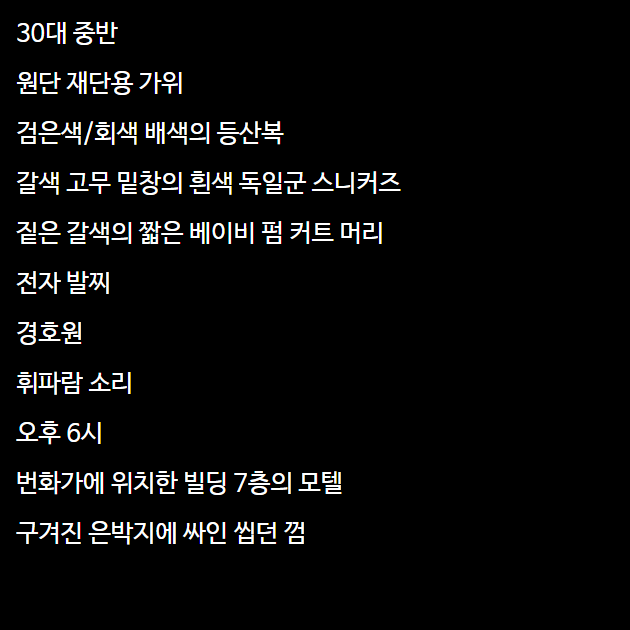 30대 중반
원단 재단용 가위
검은색/회색 배색의 등산복
갈색 고무 밑창의 흰색 독일군 스니커즈
짙은 갈색의 짧은 베이비 펌 커트 머리
전자 발찌
경호원
휘파람 소리
오후 6시
번화가에 위치한 빌딩 7층의 모텔
구겨진 은박지에 싸인 씹던 껌